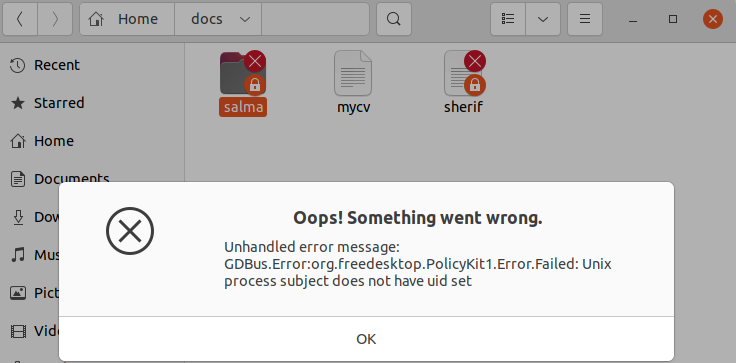 Home docs
Recent
Starred
Home
Documents
salma mycv sherif
Oops! Something went wrong.
Unhandled error message:
GDBus.Error:org.freedesktop.PolicyKit1.Error.Failed: Unix
process subject does not have uid set
Dow
Mus
Pict
Vide
OK